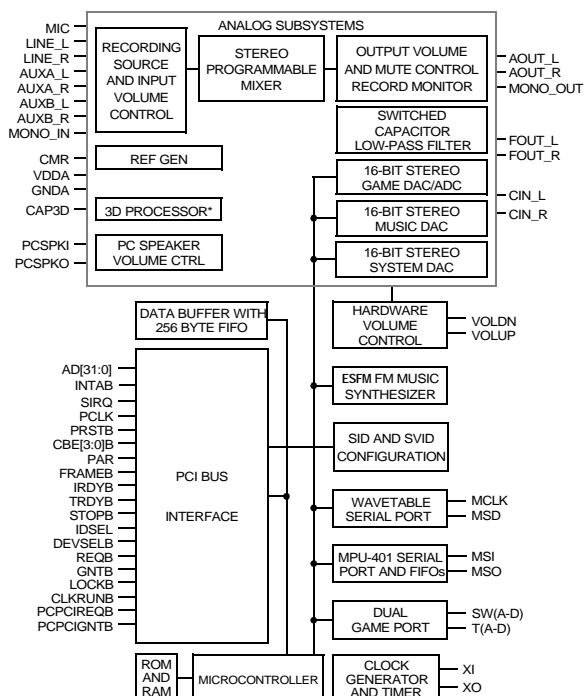 ANALOG SUBSYSTEMS
MIC
LINE_L
LINE_R
AUXA_L
AUXA_R
AUXB_L
AUXB_R
MONO_IN
CMR
VDDA
GNDA
CAP3D
PCSPKI
PCSPKO
RECORDING
SOURCE
AND INPUT
VOLUME
CONTROL
STEREO
PROGRAMMABLE
MIXER
OUTPUT VOLUME
AND MUTE CONTROL
RECORD MONITOR
AOUT_L
AOUT_R
MONO_OUT
SWITCHED
CAPACITOR
LOW-PASS FILTER
FOUT_L
FOUT_R
REF GEN
16-BIT STEREO
GAME DAC/ADC
CIN_L
CIN_R
3D PROCESSOR*
16-BIT STEREO
MUSIC DAC
PC SPEAKER
VOLUME CTRL
16-BIT STEREO
SYSTEM DAC
DATA BUFFER WITH
256 BYTE FIFO
HARDWARE
VOLUME
CONTROL
VOLDN
VOLUP
AD[31:0]
INTAB
SIRQ
PCLK
PRSTB
CBE[3:0]B
PAR
FRAMEB
IRDYB
TRDYB
STOPB
IDSEL
DEVSELB
REQB
GNTB
LOCKB
CLKRUNB
PCPCIREQB
PCPCIGNTB
PCI BUS
INTERFACE
ESFM FM MUSIC
SYNTHESIZER
SID AND SVID
CONFIGURATION
WAVETABLE
SERIAL PORT
MCLK
MSD
MPU-401 SERIAL
PORT AND FIFOs
MSI
MSO
DUAL
GAME PORT
SW(A-D)
T(A-D)
ROM
AND
RAM
MICROCONTROLLER
CLOCK
GENERATOR
AND TIMER
XI
XO